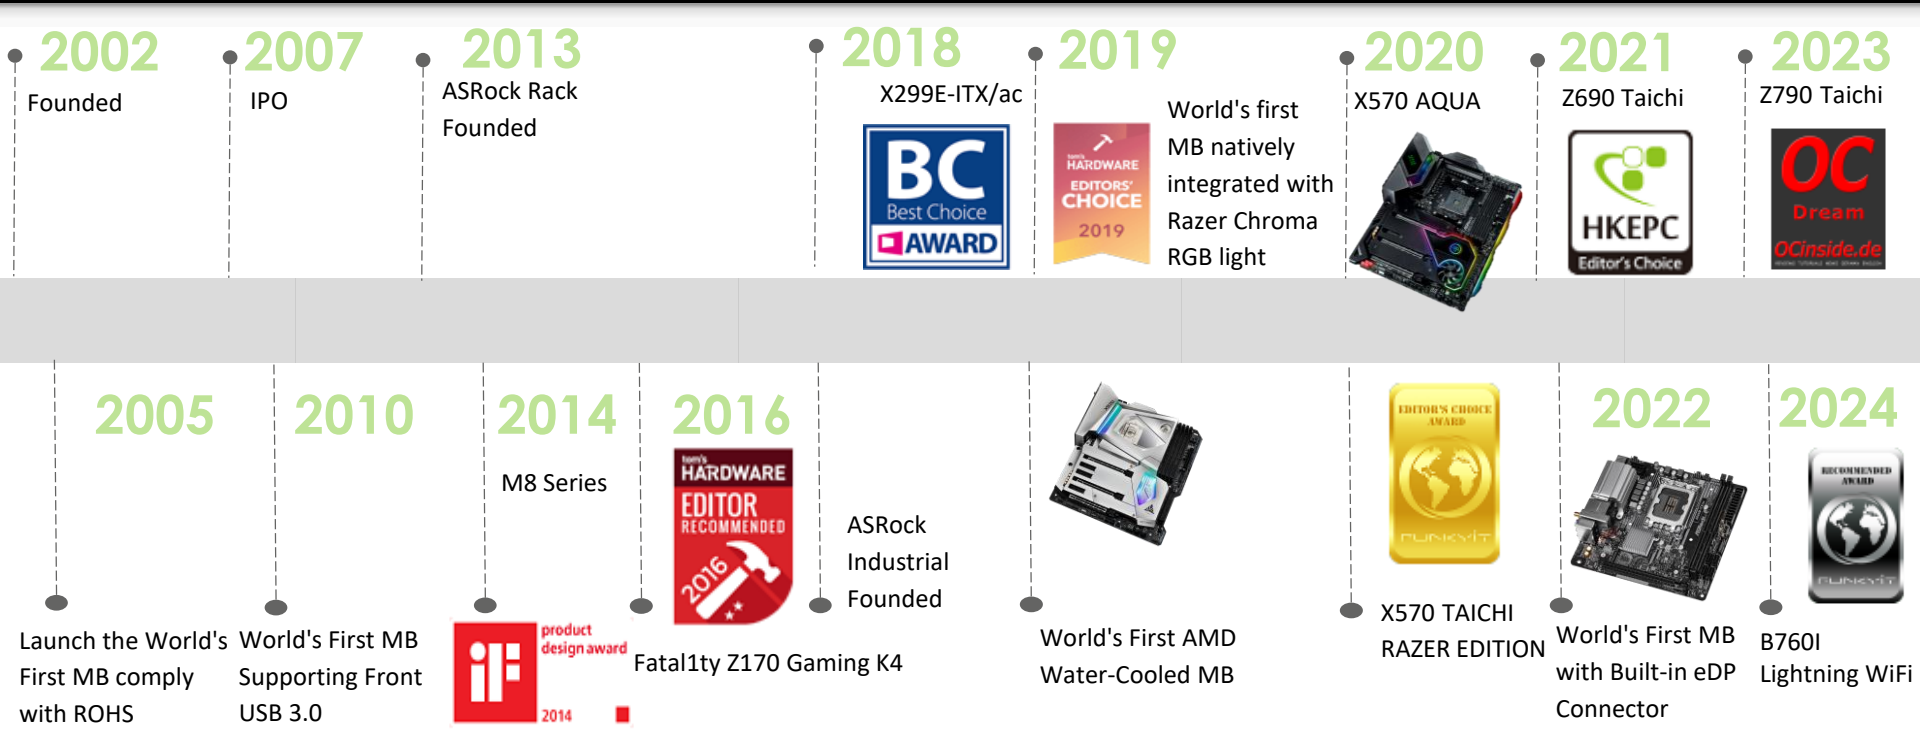 2002
Founded
2007
IPO
2013
ASRock Rack
Founded
2018
X299E-ITX/ac
BC
Best Choice
AWARD
2019
tom's
HARDWARE
EDITORS'
CHOICE
2019
World's first
MB natively
integrated with
Razer Chroma
RGB light
2020
X570 AQUA
2021
Z690 Taichi
HKEPC
Editor's Choice
2023
Z790 Taichi
OC
Dream
OCinside.de
2005
Launch the World's
First MB comply
with ROHS
2010
World's First MB
Supporting Front
USB 3.0
2014
M8 Series
iF
product
design award
2014
2016
tom's
HARDWARE
EDITOR
RECOMMENDED
2016
Fatal1ty Z170 Gaming K4
ASRock
Industrial
Founded
World's First AMD
Water-Cooled MB
EDITOR'S CHOICE
AWARD
FUNKYIT
X570 TAICHI
RAZER EDITION
2022
World's First MB
with Built-in eDP
Connector
2024
RECOMMENDED
AWARD
FUNKYIT
B760I
Lightning WiFi